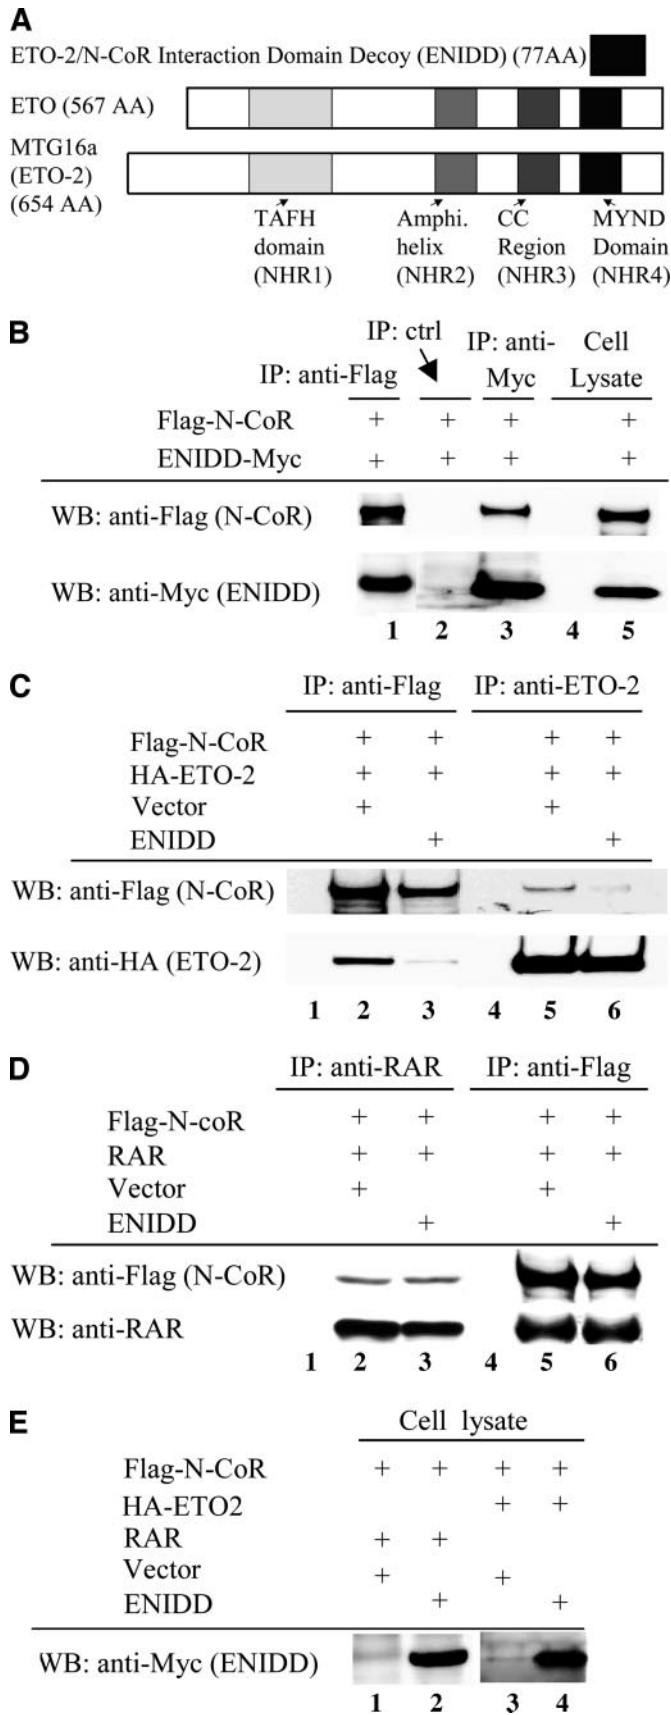 A
ETO-2/N-CoR Interaction Domain Decoy (ENIDD) (77AA)
ETO (567 AA)
MTG16a
(ETO-2)
(654 AA)
TAFH
domain
(NHR1)
Amphi.
helix
(NHR2)
CC
Region
(NHR3)
MYND
Domain
(NHR4)
B
IP: anti-Flag
IP: ctrl
IP: anti-
Myc
Cell
Lysate
Flag-N-CoR + + + +
ENIDD-Myc + + + +
WB: anti-Flag (N-CoR)
WB: anti-Myc (ENIDD)
1 2 3 4 5
C
IP: anti-Flag IP: anti-ETO-2
Flag-N-CoR + + + +
HA-ETO-2 + + + +
Vector + +
ENIDD + +
WB: anti-Flag (N-CoR)
WB: anti-HA (ETO-2)
1 2 3 4 5 6
D
IP: anti-RAR IP: anti-Flag
Flag-N-coR + + + +
RAR + + + +
Vector + +
ENIDD + +
WB: anti-Flag (N-CoR)
WB: anti-RAR
1 2 3 4 5 6
E
Cell lysate
Flag-N-CoR + + + +
HA-ETO2 + +
RAR + +
Vector + +
ENIDD + +
WB: anti-Myc (ENIDD)
1 2 3 4